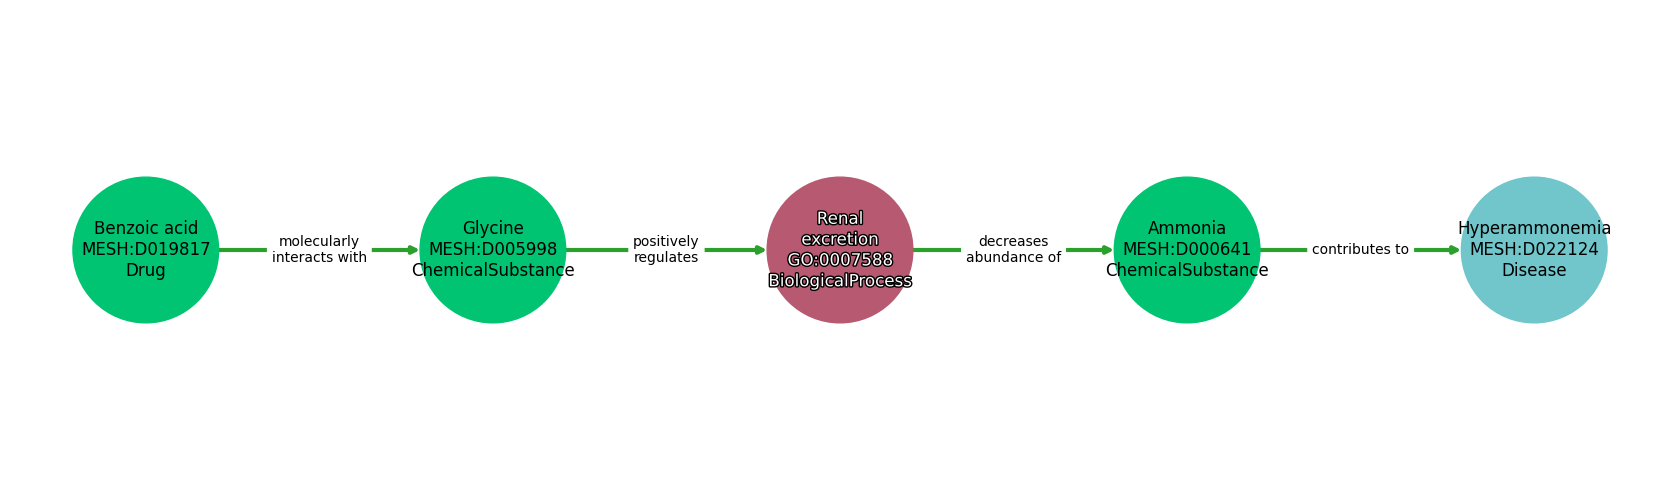 Benzoic acid
MESH:D019817
Drug
molecularly
interacts with
Glycine
MESH:D005998
ChemicalSubstance
positively
regulates
Renal
excretion
GO:0007588
BiologicalProcess
decreases
abundance of
Ammonia
MESH:D000641
ChemicalSubstance
contributes to
Hyperammonemia
MESH:D022124
Disease